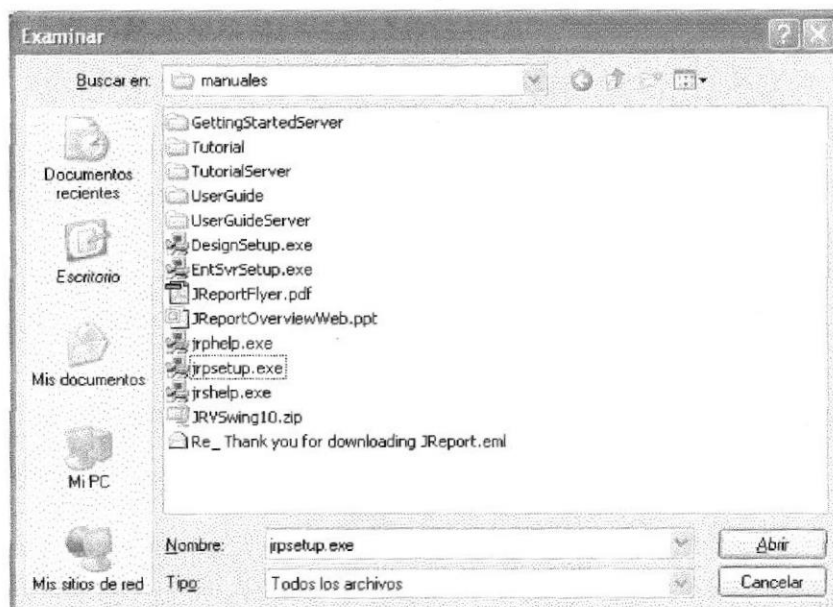 Examinar
Buscar en: manuales
GettingStartedServer
Tutorial
TutorialServer
UserGuide
UserGuideServer
DesignSetup.exe
EntSvrSetup.exe
JReportFlyer.pdf
JReportOverviewWeb.ppt
jrphelp.exe
jrpsetup.exe
jrshelp.exe
JRVSwing10.zip
Re_ Thank you for downloading JReport.eml
Documentos
recientes
Escritorio
Mis documentos
Mi PC
Mis sitios de red
Nombre: jrpsetup.exe Abrir
Tipo: Todos los archivos Cancelar